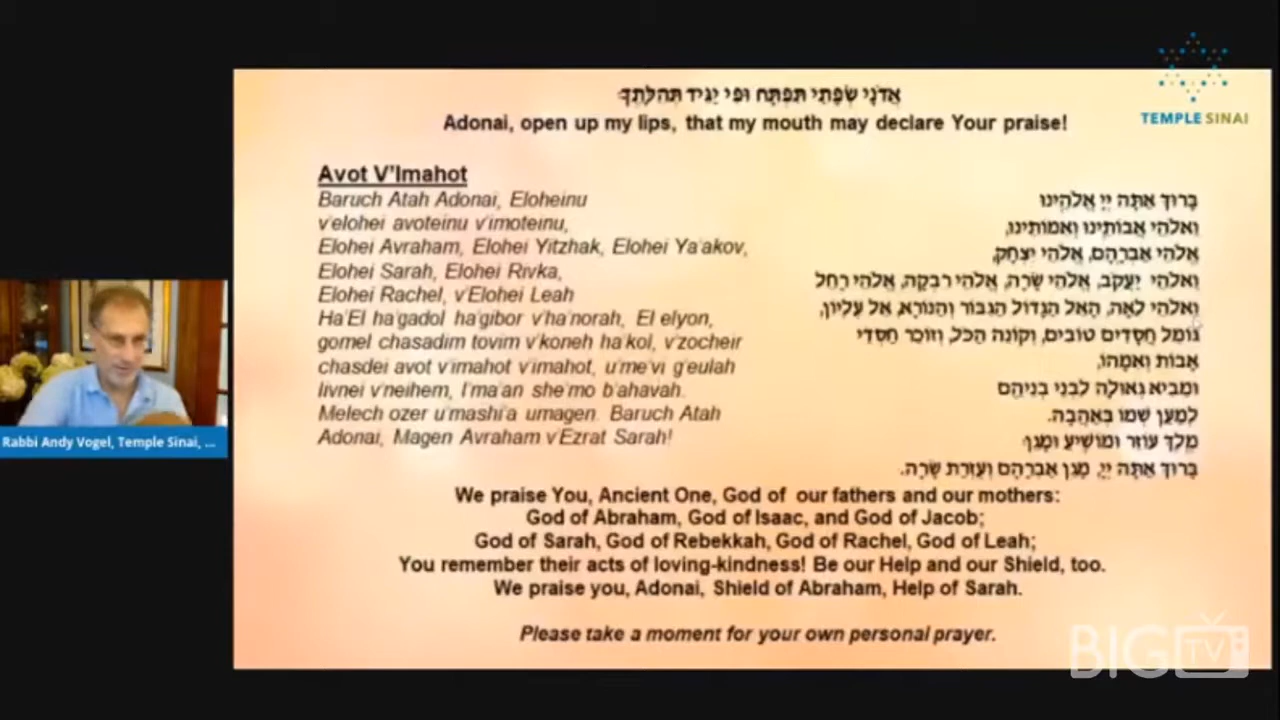 אֲדֹנָי שְׂפָתַי תִּפְתָּח וּפִי יַגִּיד תְּהִלָּתֶךָ
Adonai, open up my lips, that my mouth may declare Your praise!
TEMPLE SINAI
Avot V'Imahot
Baruch Atah Adonai, Eloheinu
v'elohei avoteinu v'imoteinu,
Elohei Avraham, Elohei Yitzhak, Elohei Ya'akov,
Elohei Sarah, Elohei Rivka,
Elohei Rachel, v'Elohei Leah
Ha'El ha'gadol ha'gibor v'ha'norah, El elyon,
gomel chasadim tovim v'koneh ha'kol, v'zocheir
chasdei avot v'imahot v'imahot, u'me'vi g'eulah
livnei v'neihem, l'ma'an she'mo b'ahavah.
Melech ozer u'mashi'a umagen. Baruch Atah
Adonai, Magen Avraham v'Ezrat Sarah!
בָּרוּךְ אַתָּה יְיָ אֱלֹהֵינוּ
וֵאלֹהֵי אֲבוֹתֵינוּ וְאִמּוֹתֵינוּ,
אֱלֹהֵי אַבְרָהָם, אֱלֹהֵי יִצְחָק,
וֵאלֹהֵי יַעֲקֹב, אֱלֹהֵי שָׂרָה, אֱלֹהֵי רִבְקָה, אֱלֹהֵי רָחֵל
וֵאלֹהֵי לֵאָה, הָאֵל הַגָּדוֹל הַגִּבּוֹר וְהַנּוֹרָא, אֵל עֶלְיוֹן,
גּוֹמֵל חֲסָדִים טוֹבִים, וְקוֹנֵה הַכֹּל, וְזוֹכֵר חַסְדֵי
אָבוֹת וְאִמָּהוֹ,
וּמֵבִיא גְּאוּלָּה לִבְנֵי בְנֵיהֶם
לְמַעַן שְׁמוֹ בְּאַהֲבָה.
מֶלֶךְ עוֹזֵר וּמוֹשִׁיעַ וּמָגֵן:
בָּרוּךְ אַתָּה יְיָ, מָגֵן אַבְרָהָם וְעֶזְרַת שָׂרָה.
We praise You, Ancient One, God of our fathers and our mothers:
God of Abraham, God of Isaac, and God of Jacob;
God of Sarah, God of Rebekkah, God of Rachel, God of Leah;
You remember their acts of loving-kindness! Be our Help and our Shield, too.
We praise you, Adonai, Shield of Abraham, Help of Sarah.
Please take a moment for your own personal prayer.
Rabbi Andy Vogel, Temple Sinai, ...
BIG TV